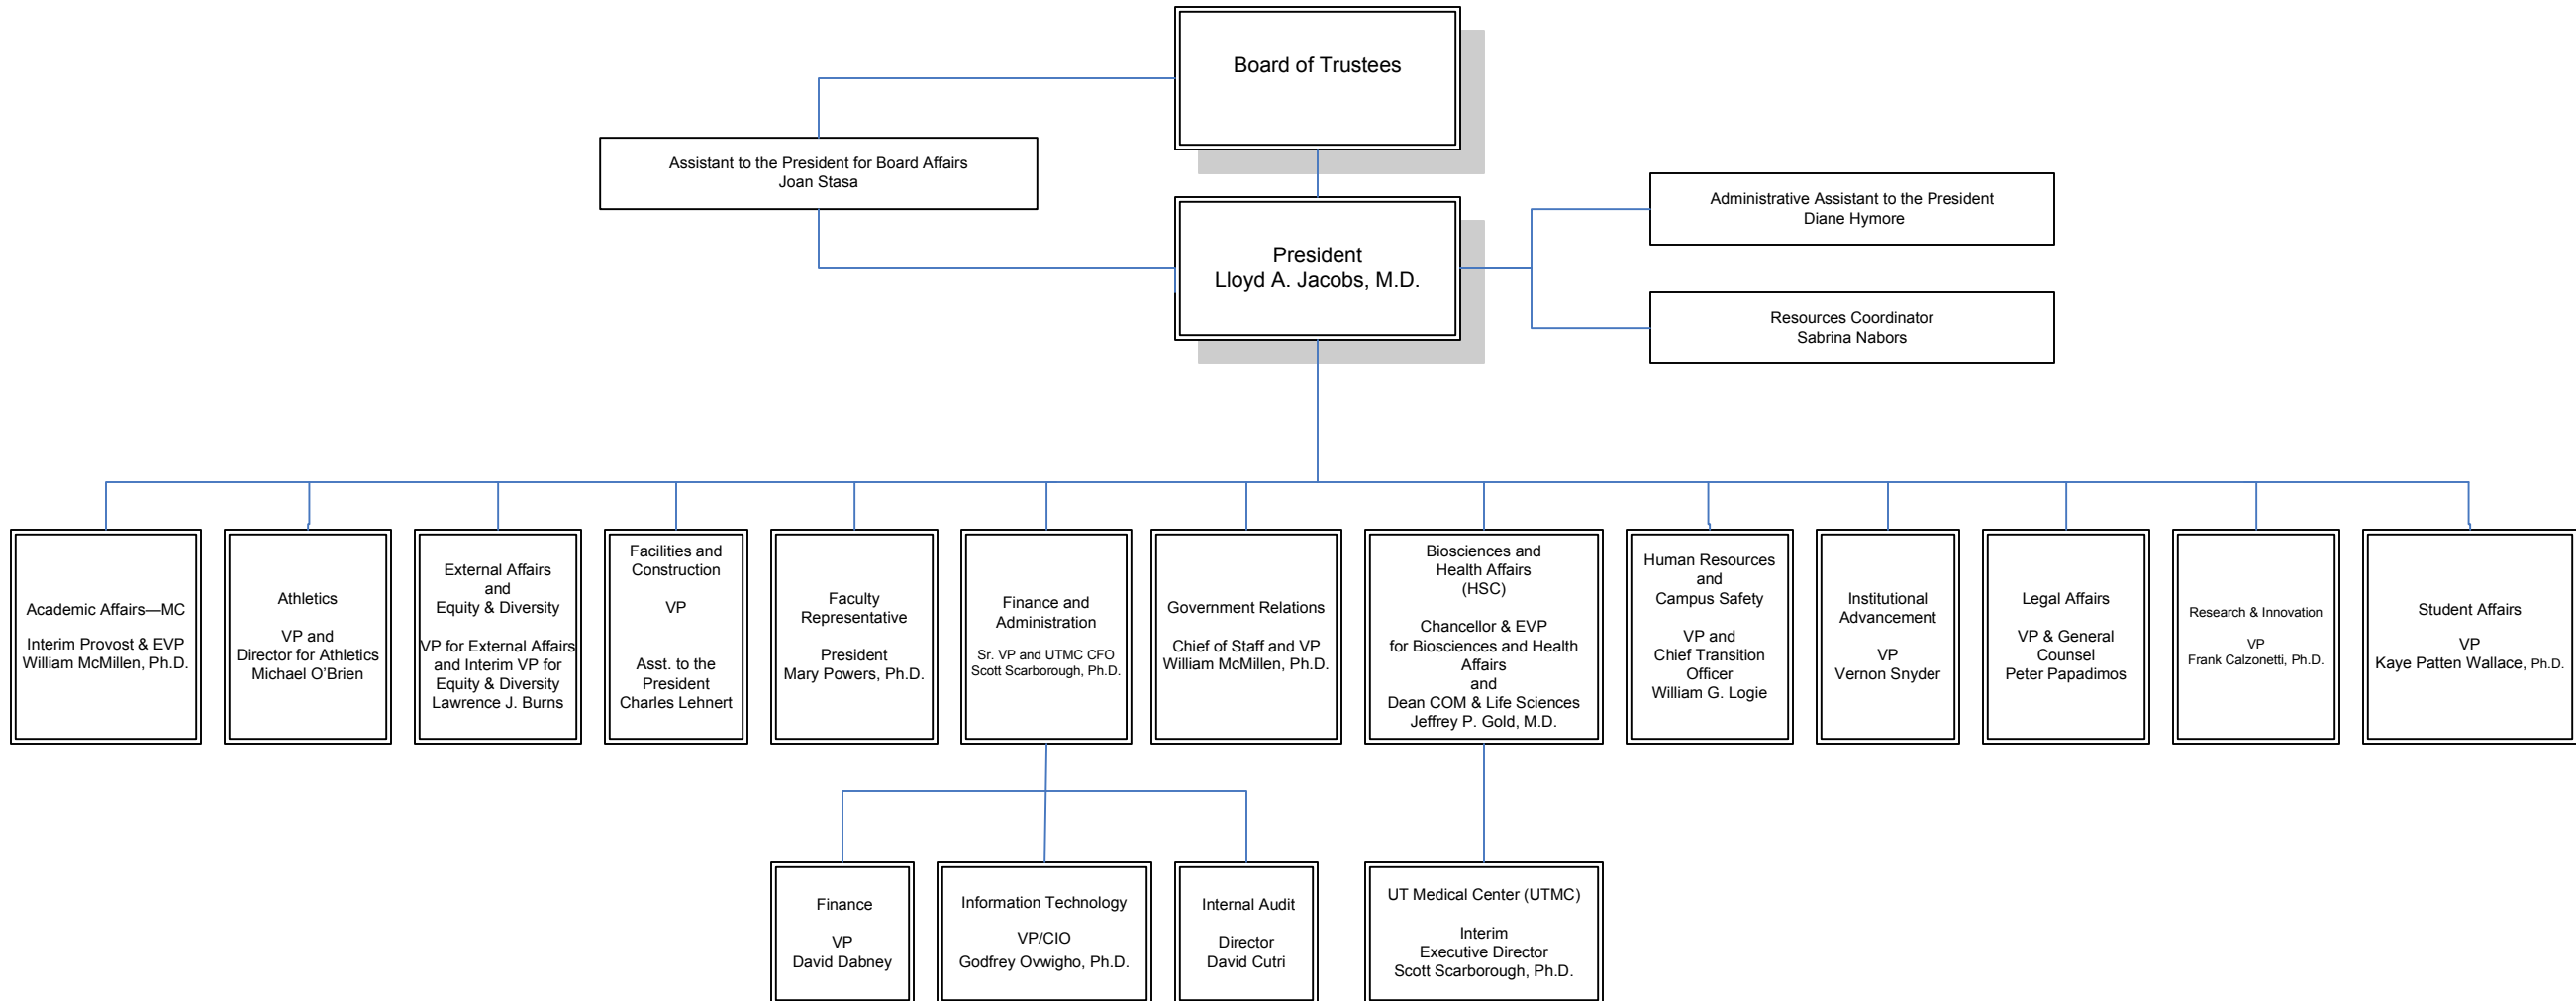 Board of Trustees
Assistant to the President for Board Affairs
Joan Stasa
Administrative Assistant to the President
Diane Hymore
President
Lloyd A. Jacobs, M.D.
Resources Coordinator
Sabrina Nabors
Academic Affairs—MC
Interim Provost & EVP
William McMillen, Ph.D.
Athletics
VP and
Director for Athletics
Michael O’Brien
External Affairs
and
Equity & Diversity
VP for External Affairs
and Interim VP for
Equity & Diversity
Lawrence J. Burns
Facilities and
Construction
VP
Asst. to the
President
Charles Lehnert
Faculty
Representative
President
Mary Powers, Ph.D.
Finance and
Administration
Sr. VP and UTMC CFO
Scott Scarborough, Ph.D.
Government Relations
Chief of Staff and VP
William McMillen, Ph.D.
Biosciences and
Health Affairs
(HSC)
Chancellor & EVP
for Biosciences and Health
Affairs
and
Dean COM & Life Sciences
Jeffrey P. Gold, M.D.
Human Resources
and
Campus Safety
VP and
Chief Transition
Officer
William G. Logie
Institutional
Advancement
VP
Vernon Snyder
Legal Affairs
VP & General
Counsel
Peter Papadimos
Research & Innovation
VP
Frank Calzonetti, Ph.D.
Student Affairs
VP
Kaye Patten Wallace, Ph.D.
Finance
VP
David Dabney
Information Technology
VP/CIO
Godfrey Ovwigho, Ph.D.
Internal Audit
Director
David Cutri
UT Medical Center (UTMC)
Interim
Executive Director
Scott Scarborough, Ph.D.